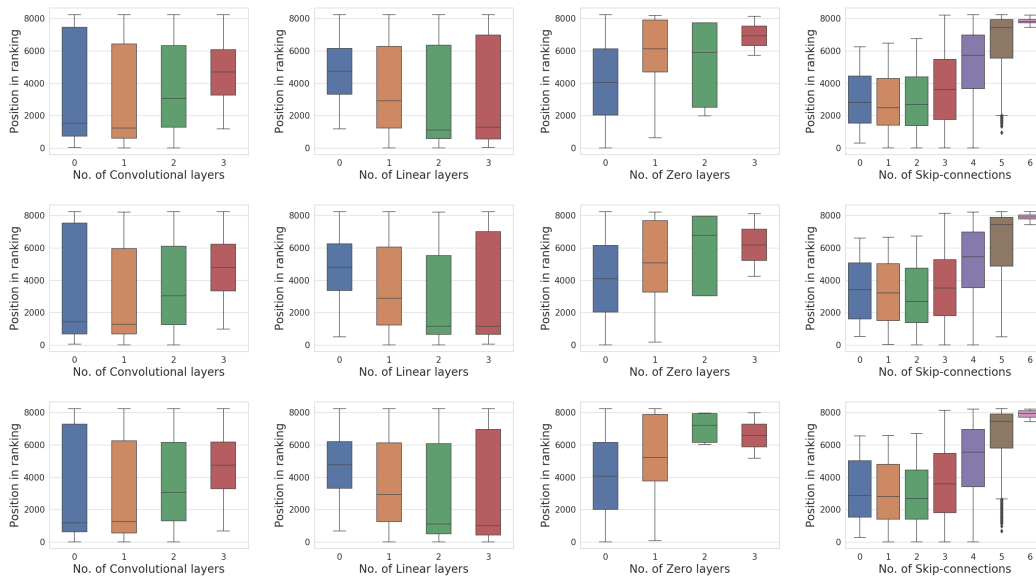 8000
6000
4000
2000
0
Position in ranking
0 1 2 3
No. of Convolutional layers
8000
6000
4000
2000
0
Position in ranking
0 1 2 3
No. of Linear layers
8000
6000
4000
2000
0
Position in ranking
0 1 2 3
No. of Zero layers
8000
6000
4000
2000
0
Position in ranking
0 1 2 3 4 5 6
No. of Skip-connections
8000
6000
4000
2000
0
Position in ranking
0 1 2 3
No. of Convolutional layers
8000
6000
4000
2000
0
Position in ranking
0 1 2 3
No. of Linear layers
8000
6000
4000
2000
0
Position in ranking
0 1 2 3
No. of Zero layers
8000
6000
4000
2000
0
Position in ranking
0 1 2 3 4 5 6
No. of Skip-connections
8000
6000
4000
2000
0
Position in ranking
0 1 2 3
No. of Convolutional layers
8000
6000
4000
2000
0
Position in ranking
0 1 2 3
No. of Linear layers
8000
6000
4000
2000
0
Position in ranking
0 1 2 3
No. of Zero layers
8000
6000
4000
2000
0
Position in ranking
0 1 2 3 4 5 6
No. of Skip-connections